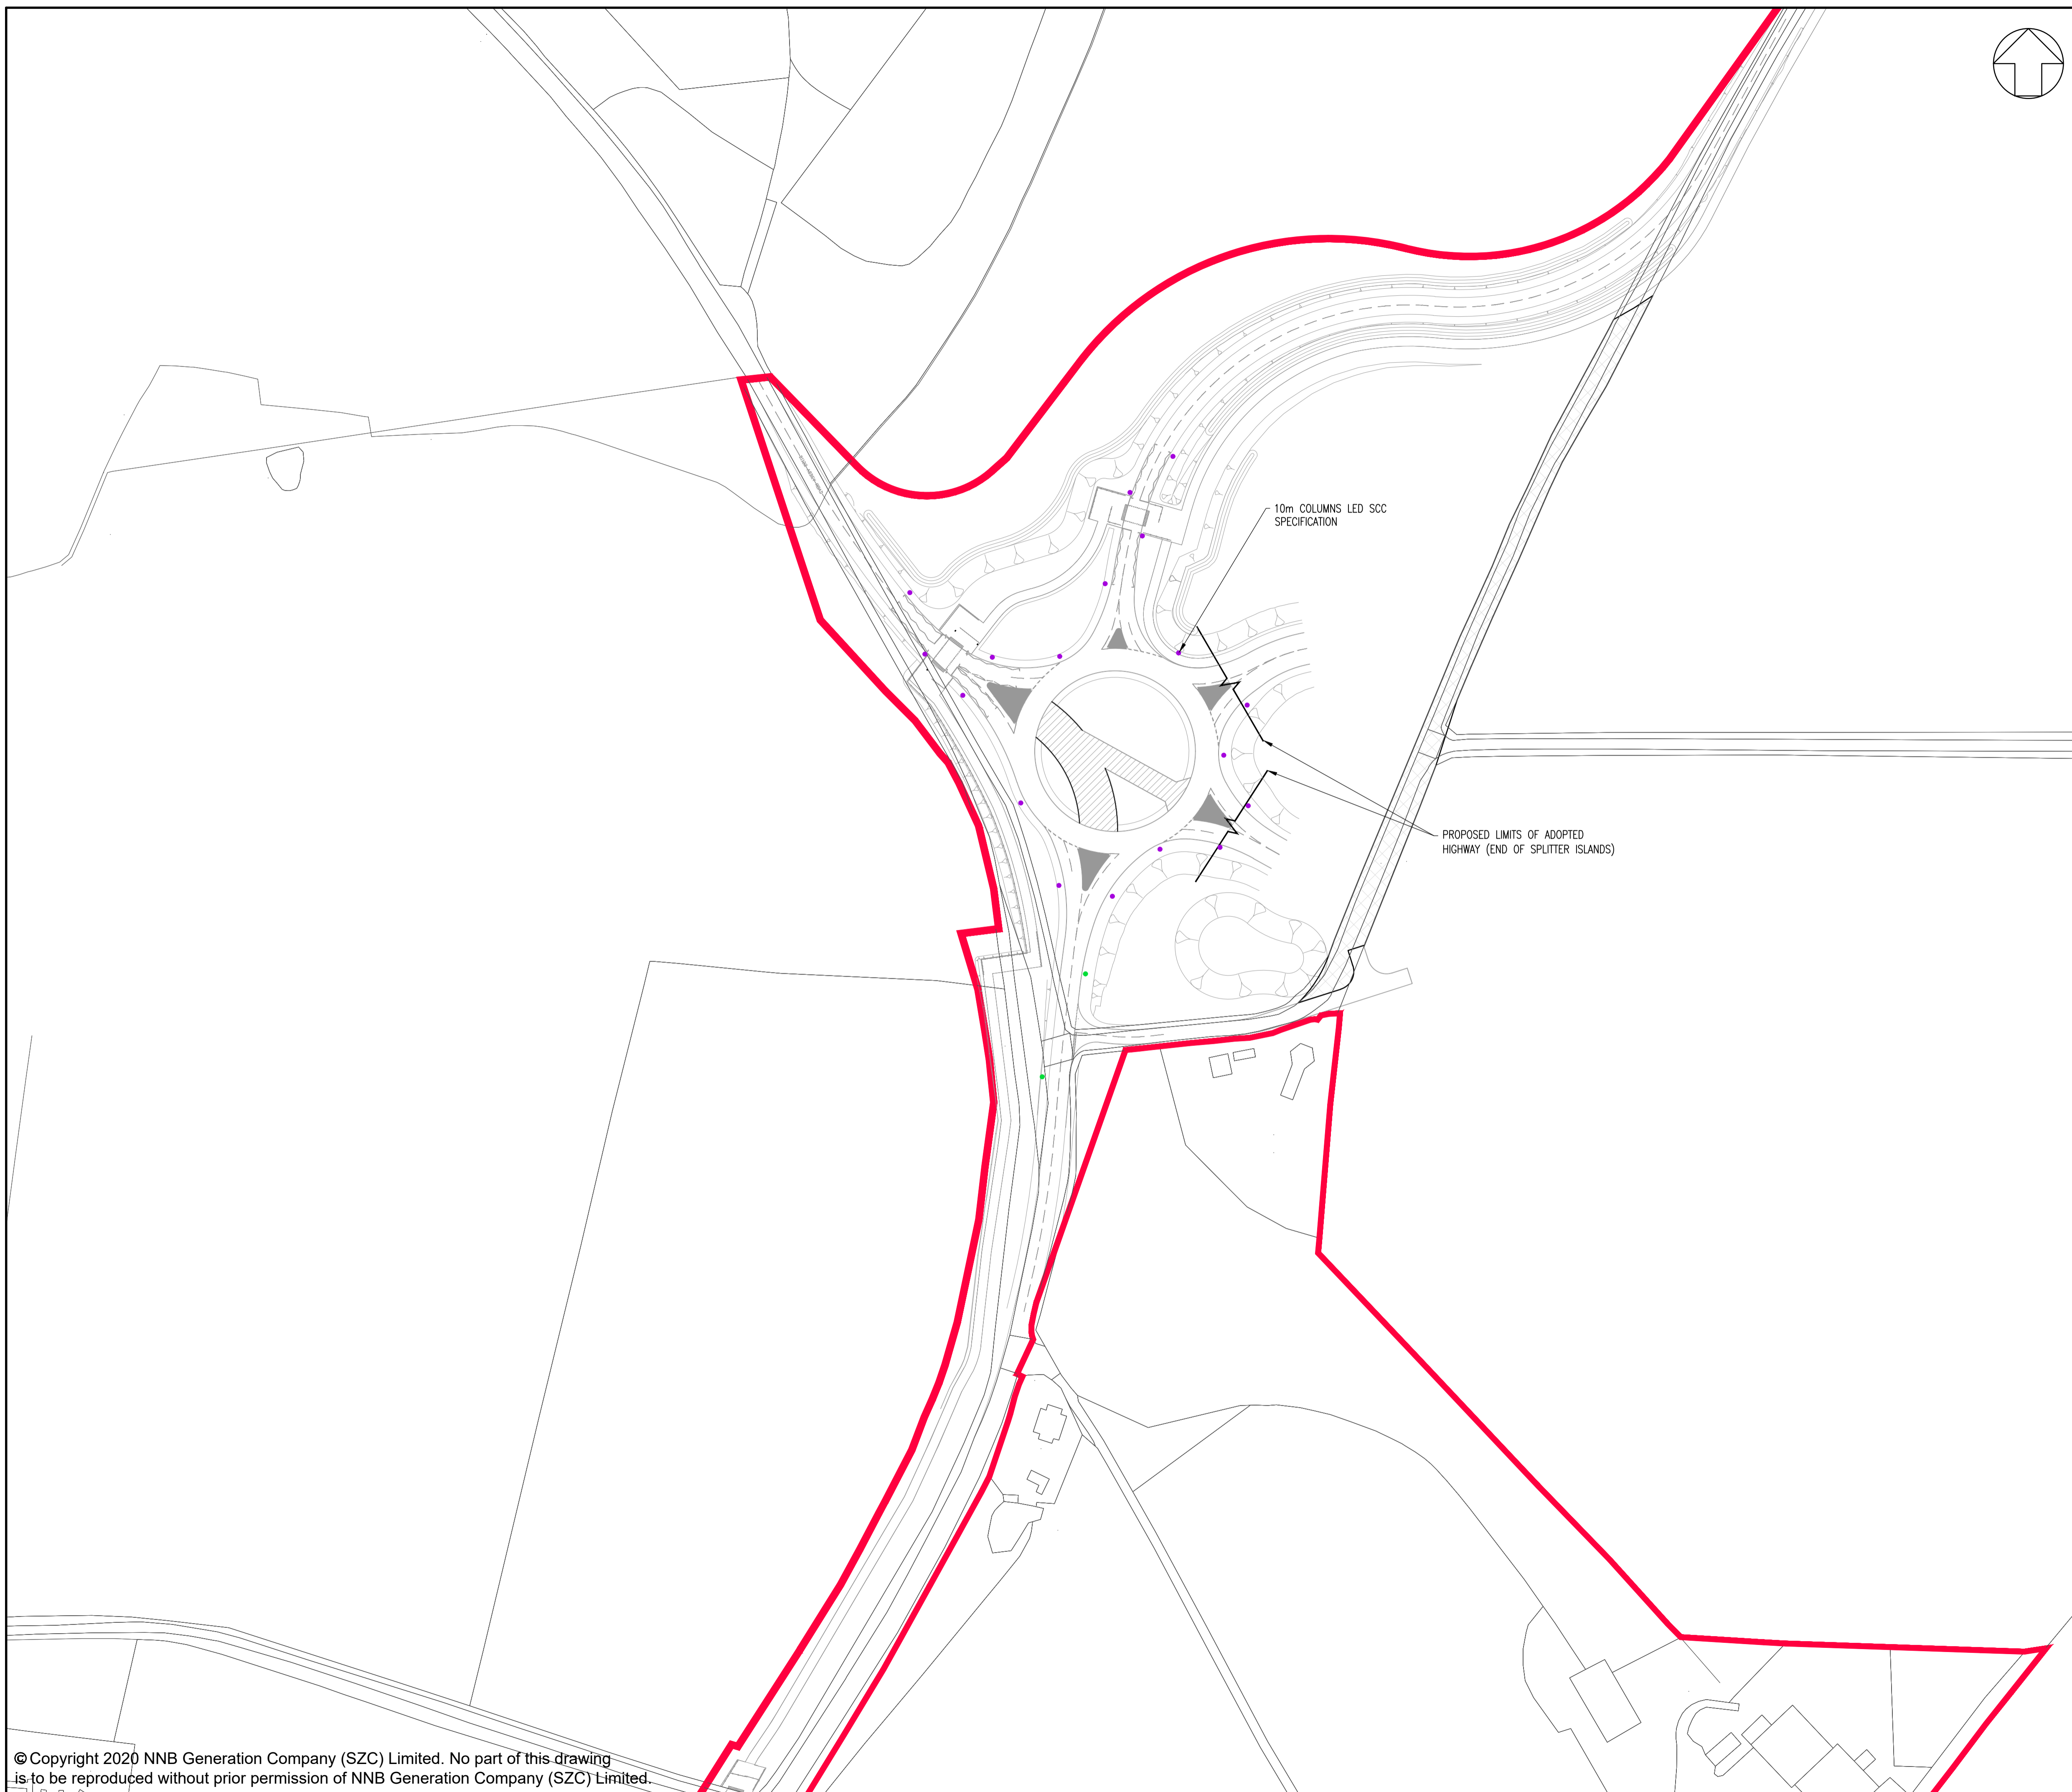 10m COLUMNS LED SCC
SPECIFICATION
PROPOSED LIMITS OF ADOPTED
HIGHWAY (END OF SPLITTER ISLANDS)
© Copyright 2020 NNB Generation Company (SZC) Limited. No part of this drawing
is to be reproduced without prior permission of NNB Generation Company (SZC) Limited.